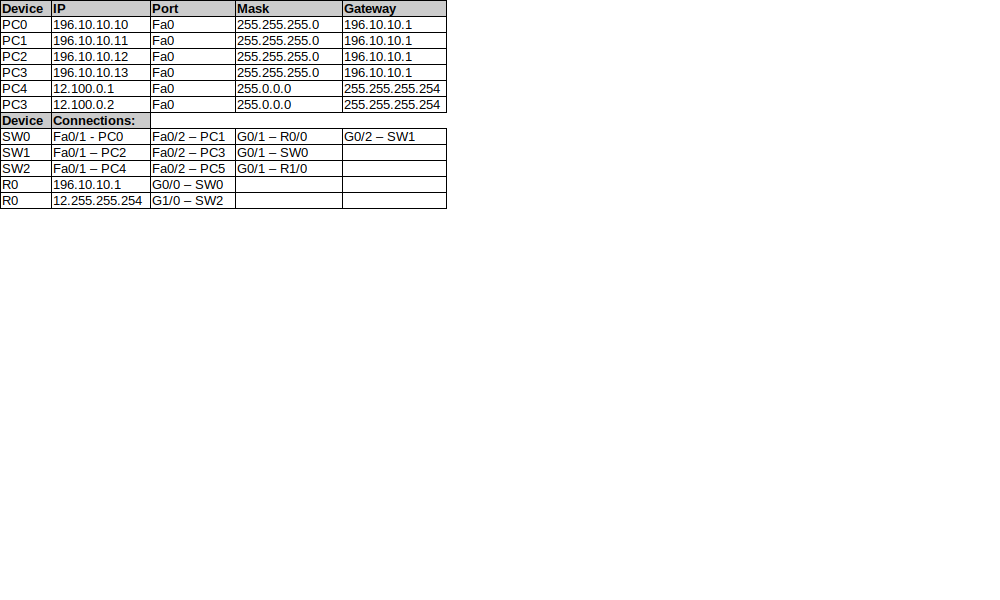 Device IP Port Mask Gateway
PC0 196.10.10.10 Fa0 255.255.255.0 196.10.10.1
PC1 196.10.10.11 Fa0 255.255.255.0 196.10.10.1
PC2 196.10.10.12 Fa0 255.255.255.0 196.10.10.1
PC3 196.10.10.13 Fa0 255.255.255.0 196.10.10.1
PC4 12.100.0.1 Fa0 255.0.0.0 255.255.255.254
PC3 12.100.0.2 Fa0 255.0.0.0 255.255.255.254
Device Connections:
SW0 Fa0/1 - PC0 Fa0/2 – PC1 G0/1 – R0/0 G0/2 – SW1
SW1 Fa0/1 – PC2 Fa0/2 – PC3 G0/1 – SW0
SW2 Fa0/1 – PC4 Fa0/2 – PC5 G0/1 – R1/0
R0 196.10.10.1 G0/0 – SW0
R0 12.255.255.254 G1/0 – SW2